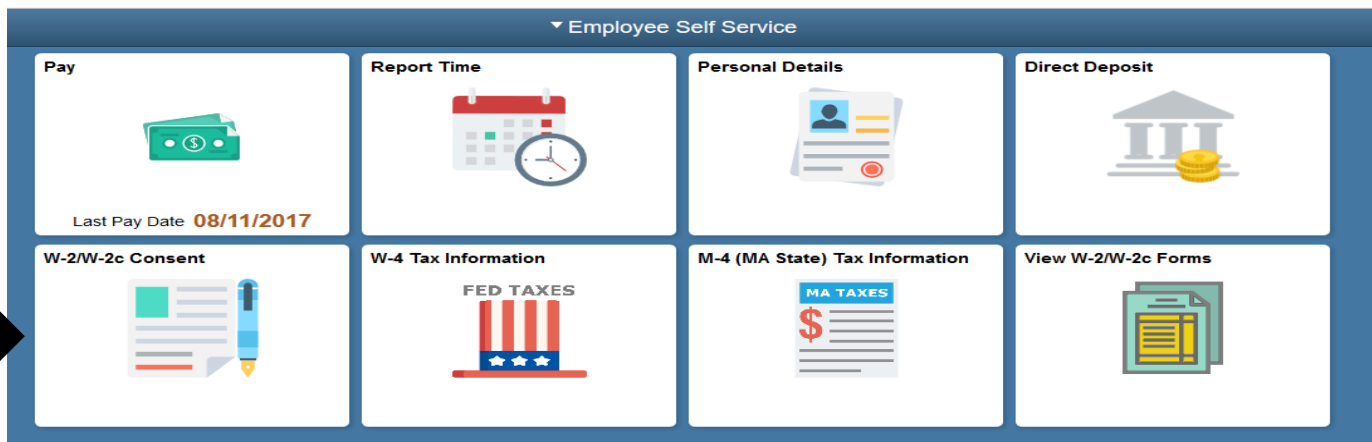 Employee Self Service
Pay
Report Time
Personal Details
Direct Deposit
$
Last Pay Date 08/11/2017
W-2/W-2c Consent
W-4 Tax Information
M-4 (MA State) Tax Information
View W-2/W-2c Forms
FED TAXES
MA TAXES
$